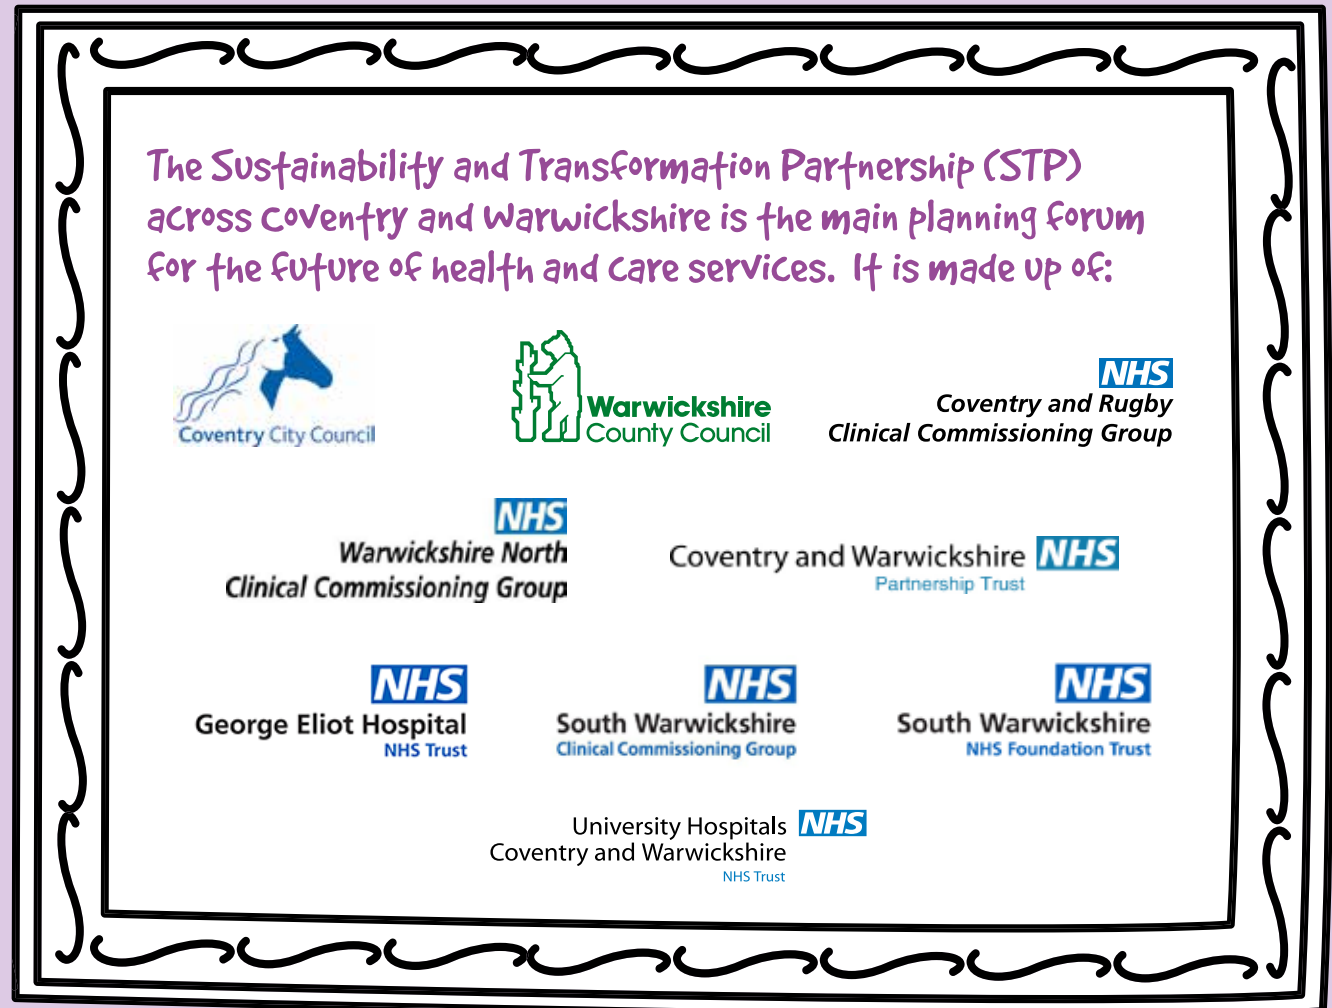 The Sustainability and Transformation Partnership (STP)
across Coventry and Warwickshire is the main planning forum
for the future of health and care services. It is made up of:
Coventry City Council
Warwickshire
County Council
NHS
Coventry and Rugby
Clinical Commissioning Group
NHS
Warwickshire North
Clinical Commissioning Group
Coventry and Warwickshire NHS
Partnership Trust
NHS
George Eliot Hospital
NHS Trust
NHS
South Warwickshire
Clinical Commissioning Group
NHS
South Warwickshire
NHS Foundation Trust
University Hospitals NHS
Coventry and Warwickshire
NHS Trust